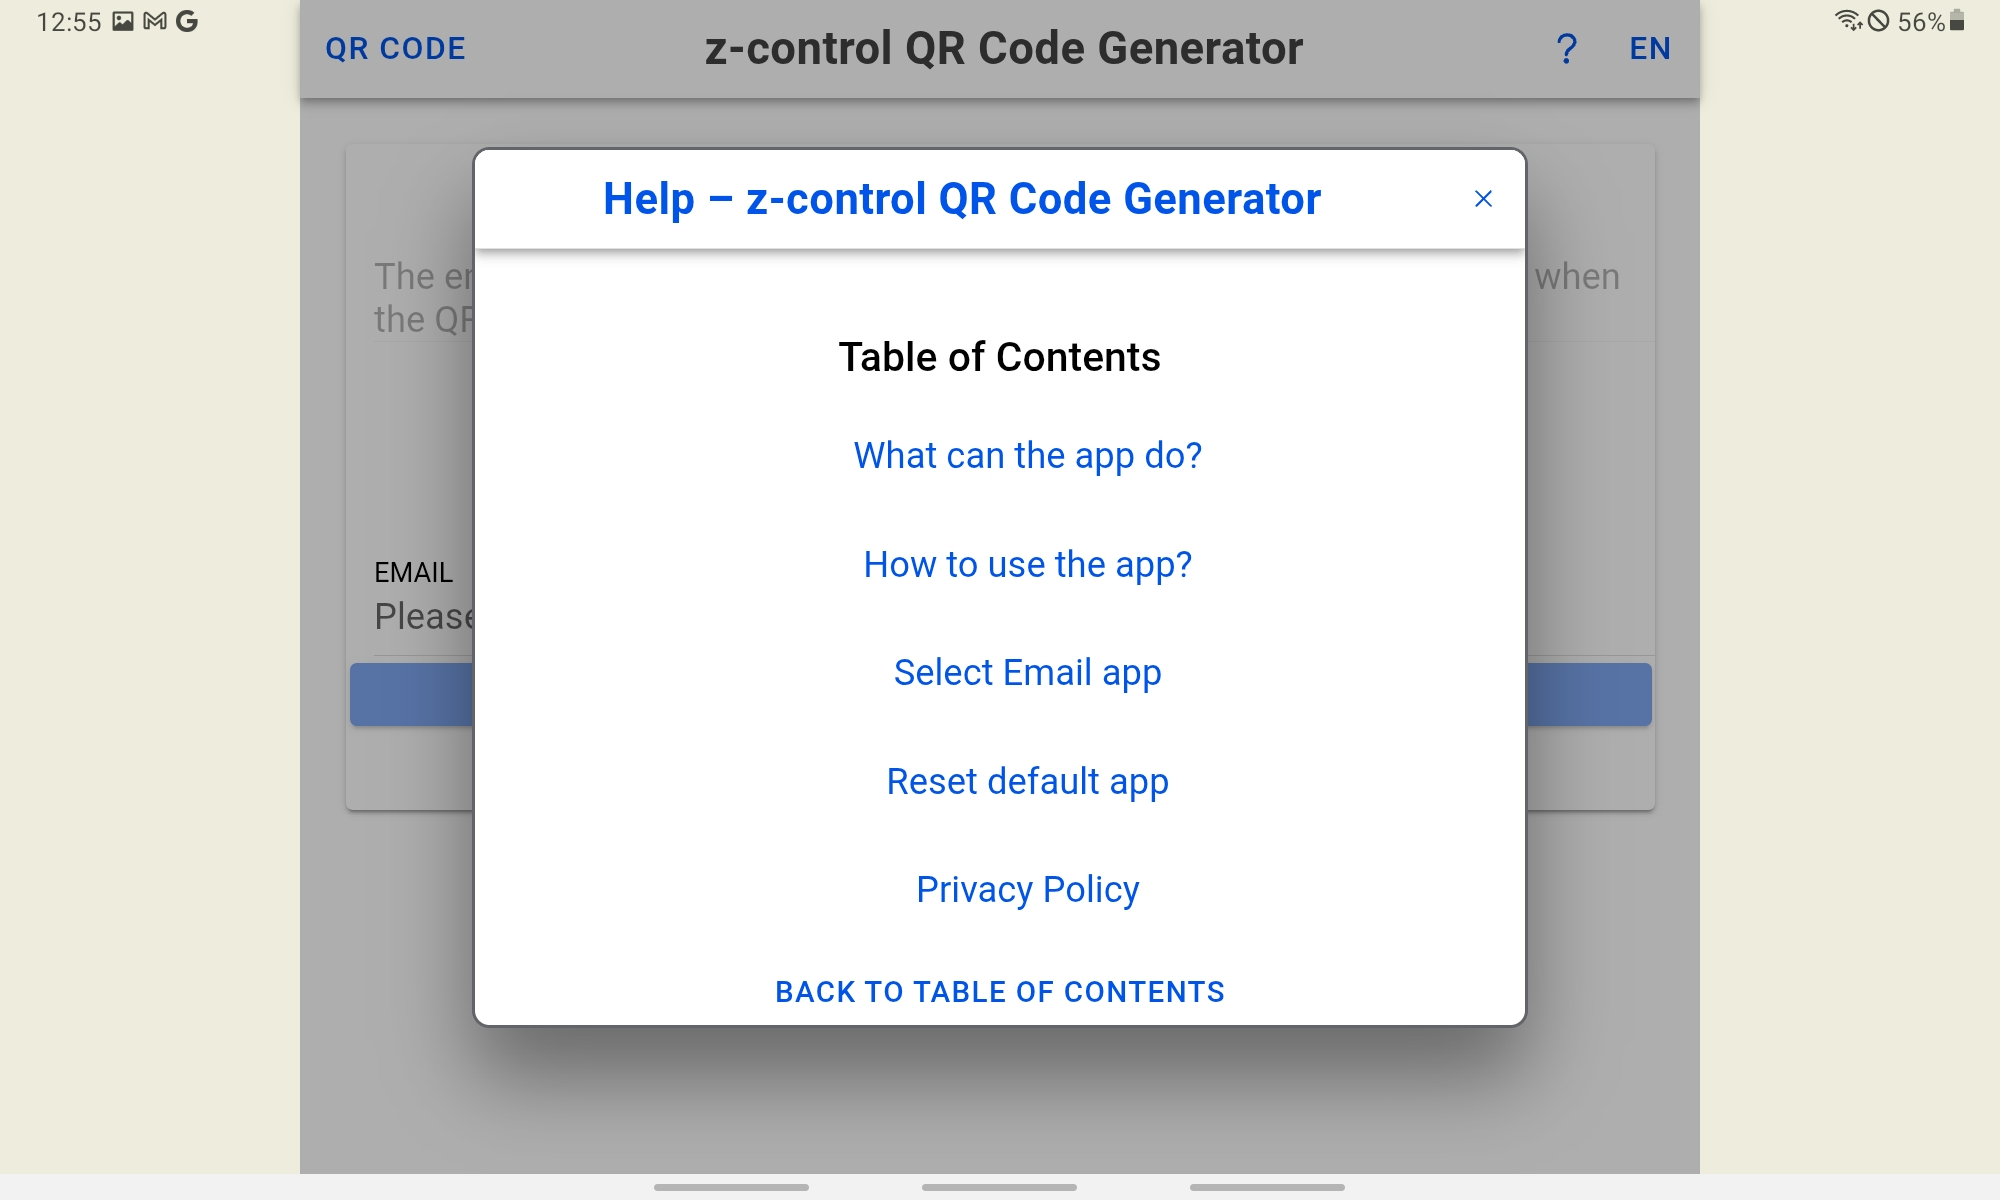 12:55
56%
QR CODE
z-control QR Code Generator
?
EN
Help – z-control QR Code Generator
The
when
the
Table of Contents
What can the app do?
How to use the app?
EMAIL
Please
Select Email app
Reset default app
Privacy Policy
BACK TO TABLE OF CONTENTS